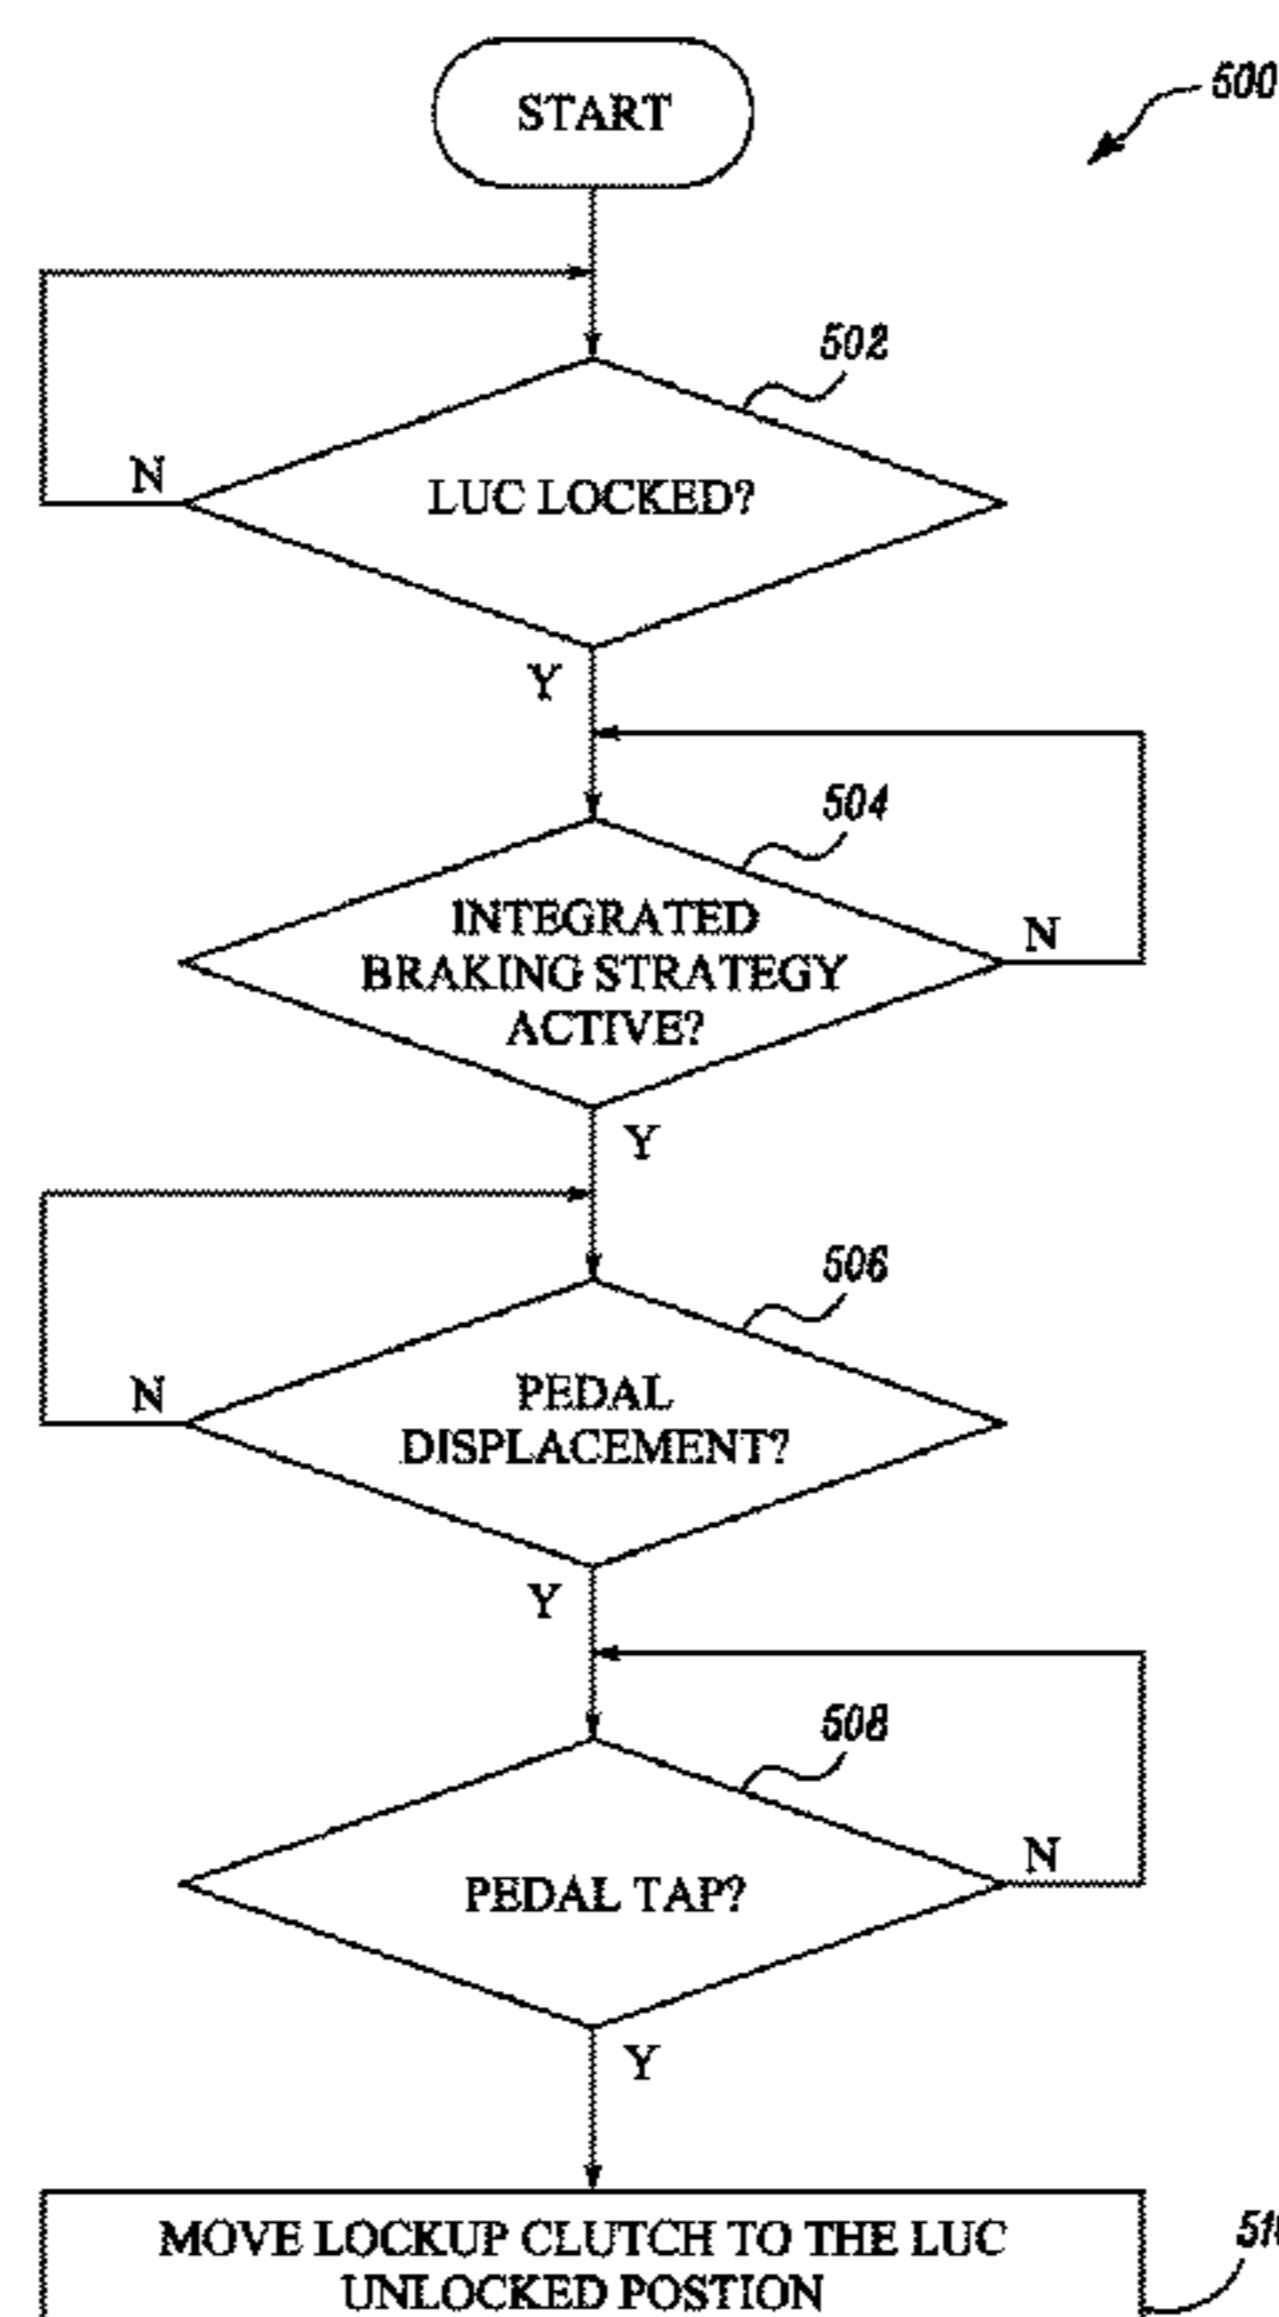 START
500
502
N
LUC LOCKED?
Y
504
INTEGRATED
BRAKING STRATEGY
ACTIVE?
N
Y
506
N
PEDAL
DISPLACEMENT?
Y
508
N
PEDAL TAP?
Y
MOVE LOCKUP CLUTCH TO THE LUC
UNLOCKED POSTION